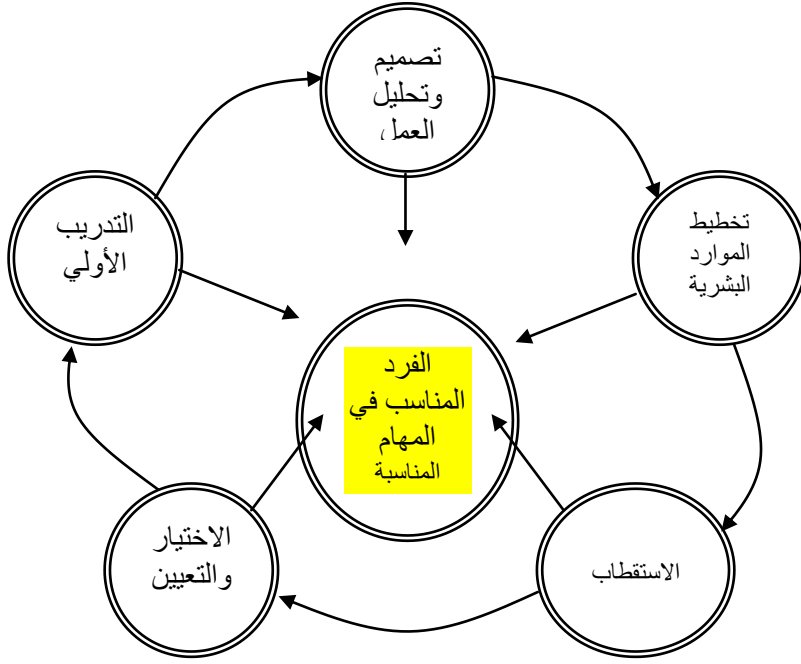 تصميم
وتحليل
العمل
تخطيط
الموارد
البشرية
التدريب
الأولي
الفرد
المناسب في
المهام
المناسبة
الاختيار
والتعيين
الاستقطاب